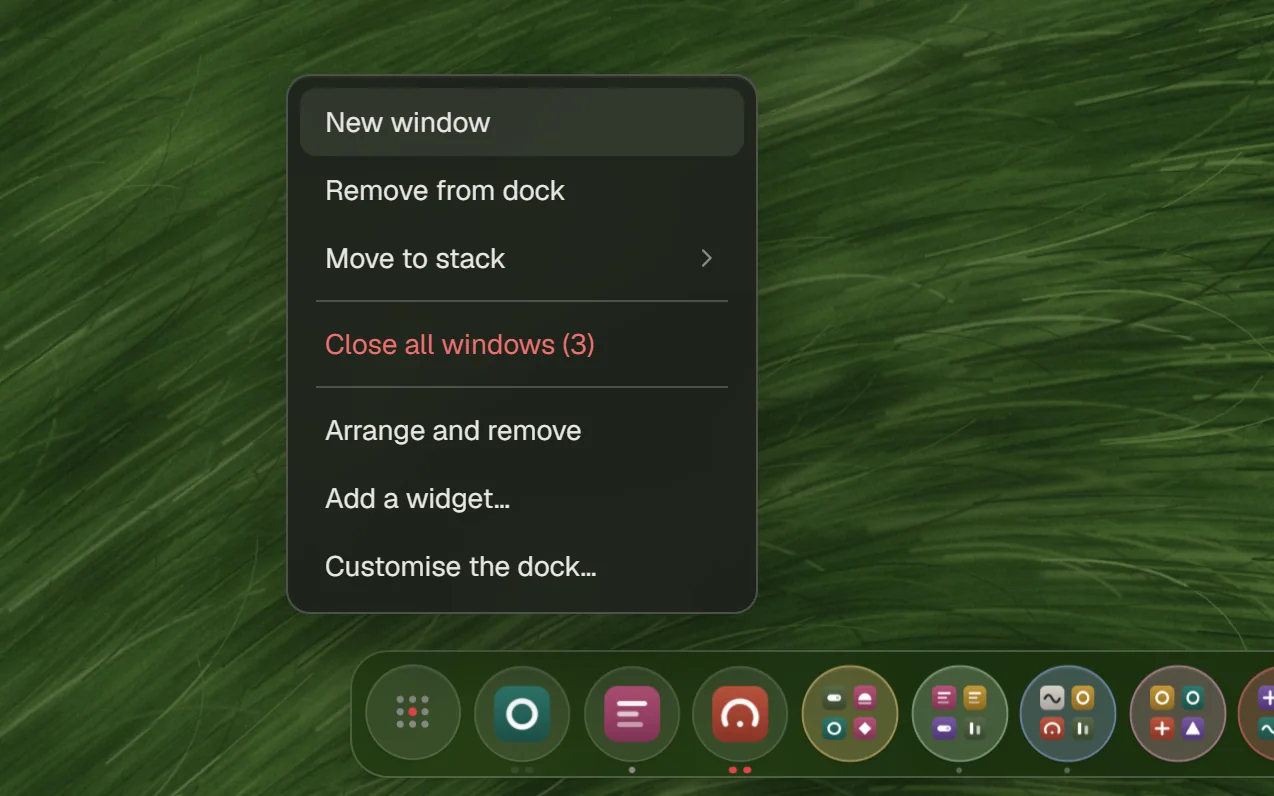 New window
Remove from dock
Move to stack
Close all windows (3)
Arrange and remove
Add a widget…
Customise the dock…